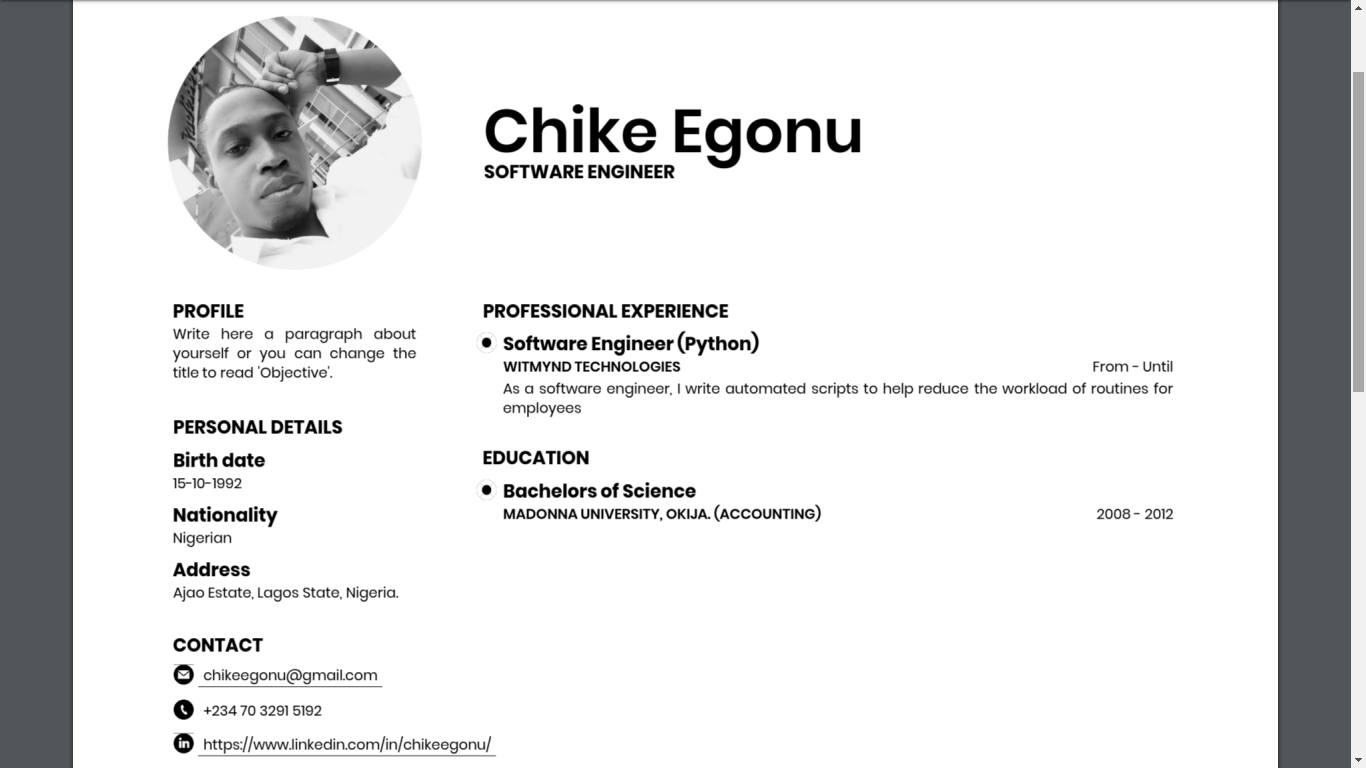 Chike Egonu
SOFTWARE ENGINEER
PROFILE
Write here a paragraph about
yourself or you can change the
title to read 'Objective'.
PERSONAL DETAILS
Birth date
15-10-1992
Nationality
Nigerian
Address
Ajao Estate, Lagos State, Nigeria.
CONTACT
chikeegonu@gmail.com
+234 70 3291 5192
in
https://www.linkedin.com/in/chikeegonu/
PROFESSIONAL EXPERIENCE
Software Engineer (Python)
WITMYND TECHNOLOGIES From - Until
As a software engineer, I write automated scripts to help reduce the workload of routines for
employees
EDUCATION
Bachelors of Science
MADONNA UNIVERSITY, OKIJA. (ACCOUNTING) 2008 - 2012